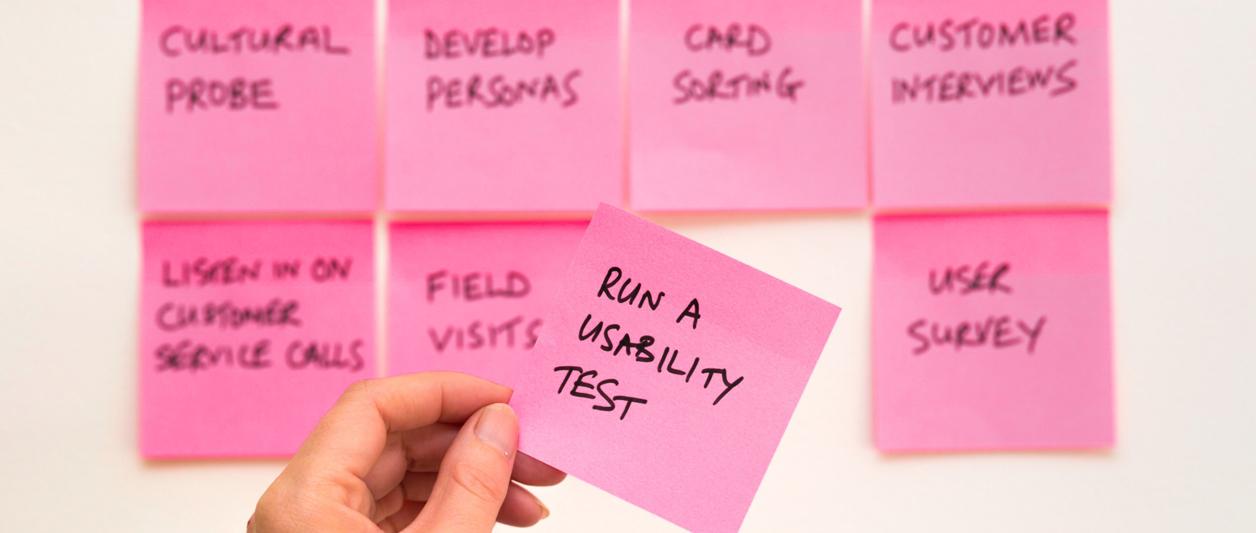 CULTURAL
PROBE
DEVELOP
PERSONAS
CARD
SORTING
CUSTOMER
INTERVIEWS
LISTEN IN ON
CUSTOMER
SERVICE CALLS
FIELD
VISITS
RUN A
USABILITY
TEST
USER
SURVEY